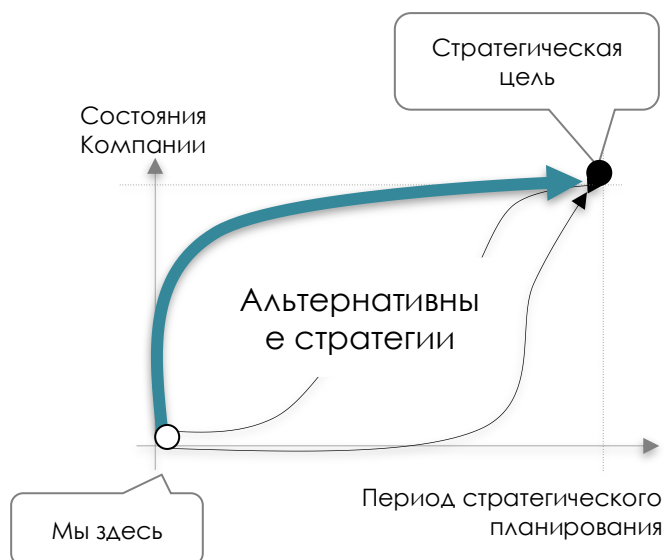 Стратегическая
цель
Состояния
Компании
Альтернативны
е стратегии
Период стратегического
планирования
Мы здесь